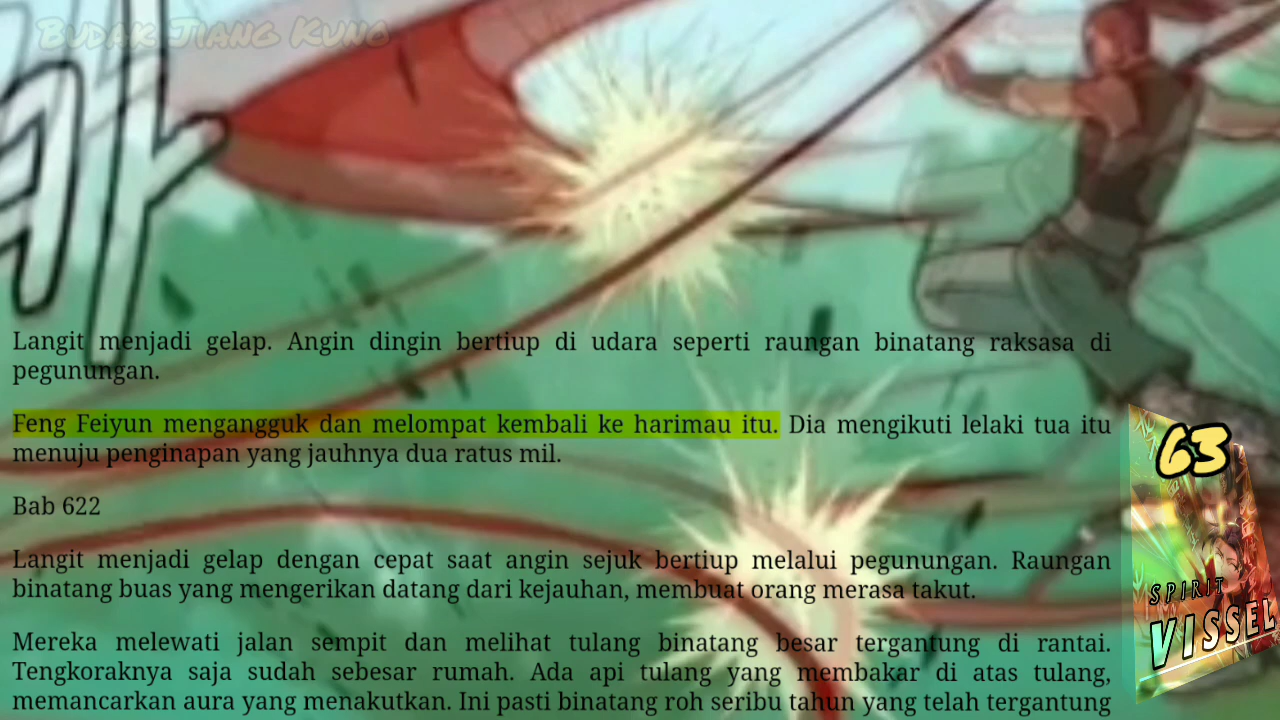 Budak Jiang Kuno
Langit menjadi gelap. Angin dingin bertiup di udara seperti raungan binatang raksasa di
pegunungan.
Feng Feiyun mengangguk dan melompat kembali ke harimau itu. Dia mengikuti lelaki tua itu
menuju penginapan yang jauhnya dua ratus mil.
63
Bab 622
Langit menjadi gelap dengan cepat saat angin sejuk bertiup melalui pegunungan. Raungan
binatang buas yang mengerikan datang dari kejauhan, membuat orang merasa takut.
SPIRIT
VISSEL
Mereka melewati jalan sempit dan melihat tulang binatang besar tergantung di rantai.
Tengkoraknya saja sudah sebesar rumah. Ada api tulang yang membakar di atas tulang,
memancarkan aura yang menakutkan. Ini pasti binatang roh seribu tahun yang telah tergantung